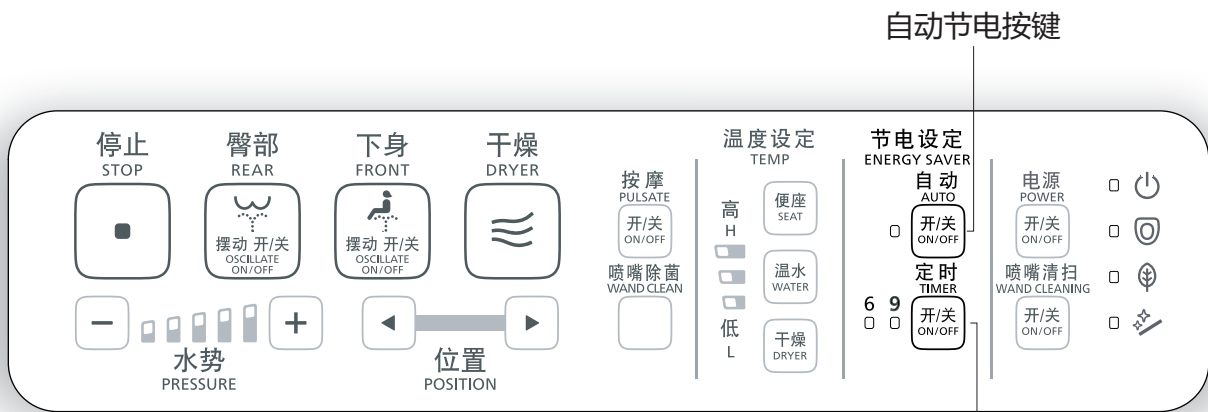 自动节电按键
停止
STOP
臀部
REAR
摆动 开/关
OSCILLATE
ON/OFF
下身
FRONT
摆动 开/关
OSCILLATE
ON/OFF
干燥
DRYER
水势
PRESSURE
位置
POSITION
按摩
PULSATE
开/关
ON/OFF
喷嘴除菌
WAND CLEAN
温度设定
TEMP
高
H
低
L
便座
SEAT
温水
WATER
干燥
DRYER
节电设定
ENERGY SAVER
自动
AUTO
开/关
ON/OFF
定时
TIMER
6 9
开/关
ON/OFF
电源
POWER
开/关
ON/OFF
喷嘴清扫
WAND CLEANING
开/关
ON/OFF